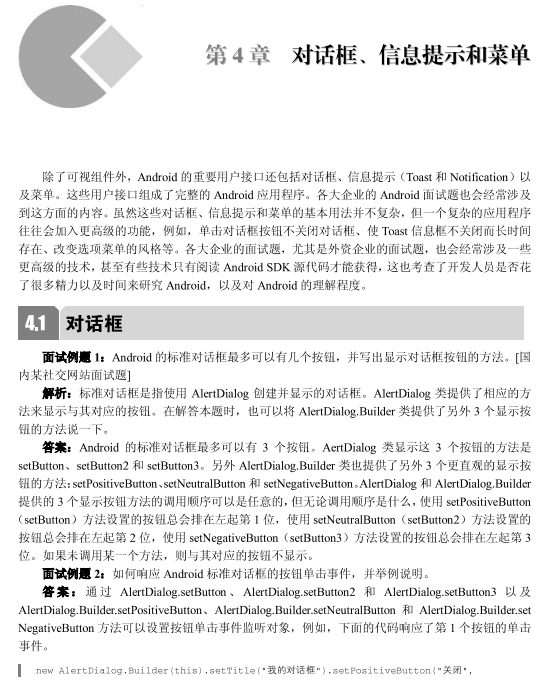 第 4 章 对话框、信息提示和菜单
除了可视组件外，Android 的重要用户接口还包括对话框、信息提示（Toast 和 Notification）以
及菜单。这些用户接口组成了完整的 Android 应用程序。各大企业的 Android 面试题也会经常涉及
到这方面的内容。虽然这些对话框、信息提示和菜单的基本用法并不复杂，但一个复杂的应用程序
往往会加入更高级的功能，例如，单击对话框按钮不关闭对话框、使 Toast 信息框不关闭而长时间
存在、改变选项菜单的风格等。各大企业的面试题，尤其是外资企业的面试题，也会经常涉及一些
更高级的技术，甚至有些技术只有阅读 Android SDK 源代码才能获得，这也考查了开发人员是否花
了很多精力以及时间来研究 Android，以及对 Android 的理解程度。
4.1 对话框
面试例题 1：Android 的标准对话框最多可以有几个按钮，并写出显示对话框按钮的方法。[国
内某社交网站面试题]
解析：标准对话框是指使用 AlertDialog 创建并显示的对话框。AlertDialog 类提供了相应的方
法来显示与其对应的按钮。在解答本题时，也可以将 AlertDialog.Builder 类提供了另外 3 个显示按
钮的方法说一下。
答案：Android 的标准对话框最多可以有 3 个按钮。AertDialog 类显示这 3 个按钮的方法是
setButton、setButton2 和 setButton3。另外 AlertDialog.Builder 类也提供了另外 3 个更直观的显示按
钮的方法：setPositiveButton、setNeutralButton 和 setNegativeButton。AlertDialog 和 AlertDialog.Builder
提供的 3 个显示按钮方法的调用顺序可以是任意的，但无论调用顺序是什么，使用 setPositiveButton
（setButton）方法设置的按钮总会排在左起第 1 位，使用 setNeutralButton（setButton2）方法设置的
按钮总会排在左起第 2 位，使用 setNegativeButton（setButton3）方法设置的按钮总会排在左起第 3
位。如果未调用某一个方法，则与其对应的按钮不显示。
面试例题 2：如何响应 Android 标准对话框的按钮单击事件，并举例说明。
答案：通过 AlertDialog.setButton、AlertDialog.setButton2 和 AlertDialog.setButton3 以及
AlertDialog.Builder.setPositiveButton、AlertDialog.Builder.setNeutralButton 和 AlertDialog.Builder.set
NegativeButton 方法可以设置按钮单击事件监听对象，例如，下面的代码响应了第 1 个按钮的单击
事件。
new AlertDialog.Builder(this).setTitle("我的对话框").setPositiveButton("关闭",